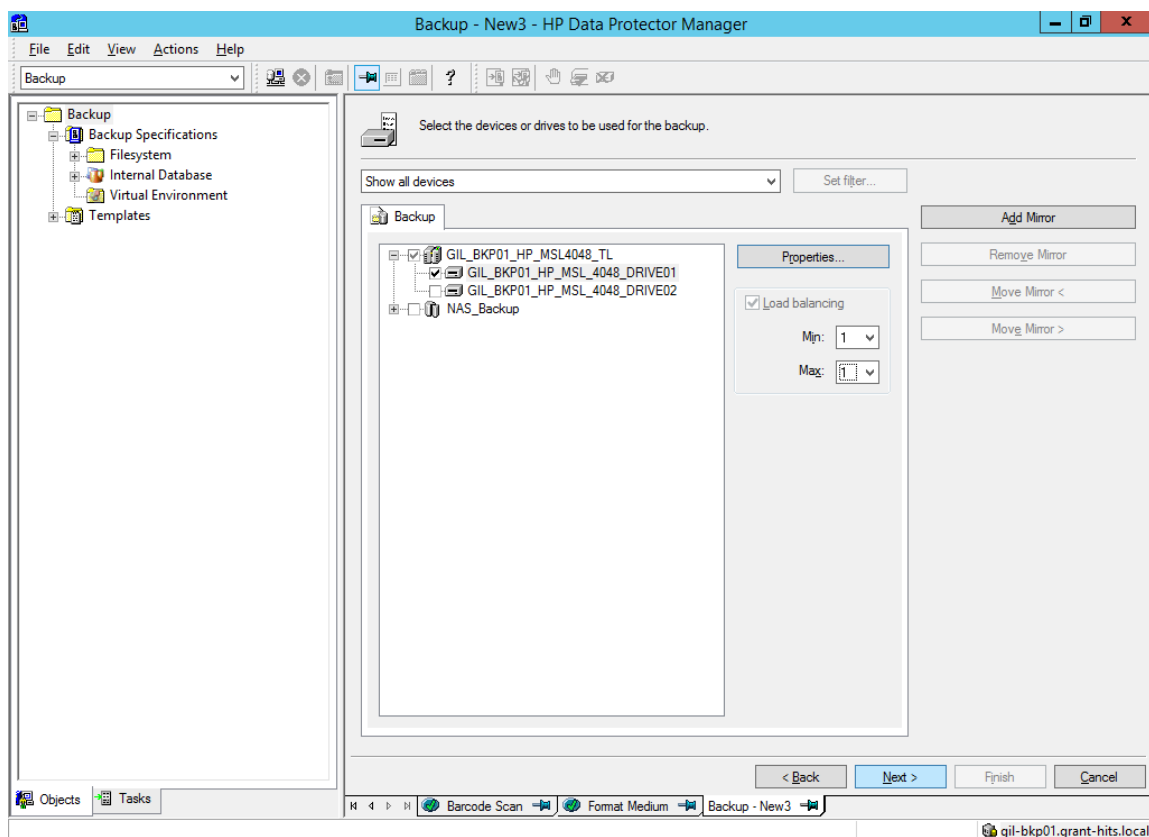 Backup - New3 - HP Data Protector Manager
File Edit View Actions Help
Backup
Backup
Backup Specifications
Filesystem
Internal Database
Virtual Environment
Templates
Select the devices or drives to be used for the backup.
Show all devices
Set filter...
Backup
GIL_BKP01_HP_MSL4048_TL
GIL_BKP01_HP_MSL_4048_DRIVE01
GIL_BKP01_HP_MSL_4048_DRIVE02
NAS_Backup
Properties...
Load balancing
Min: 1
Max: 1
Add Mirror
Remove Mirror
Move Mirror <
Move Mirror >
< Back Next > Finish Cancel
Objects Tasks
Barcode Scan Format Medium Backup - New3
gil-bkp01.grant-hits.local